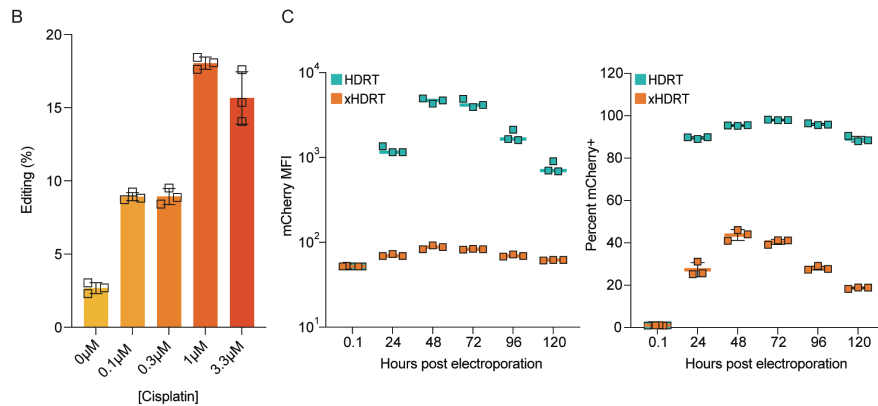 B
Editing (%)
20
15
10
5
0
0µM
0.1µM
0.3µM
1µM
3.3µM
[Cisplatin]
C
HDRT
xHDRT
mCherry MFI
10⁴
10³
10²
10¹
0.1 24 48 72 96 120
Hours post electroporation
HDRT
xHDRT
Percent mCherry+
120
100
80
60
40
20
0
0.1 24 48 72 96 120
Hours post electroporation